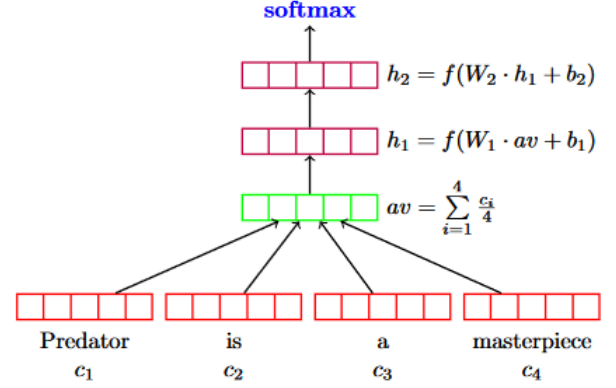 softmax
h₂ = f(W₂ · h₁ + b₂)
h₁ = f(W₁ · av + b₁)
av = ∑_{i=1}^{4} c_i/4
Predator is a masterpiece
c₁ c₂ c₃ c₄